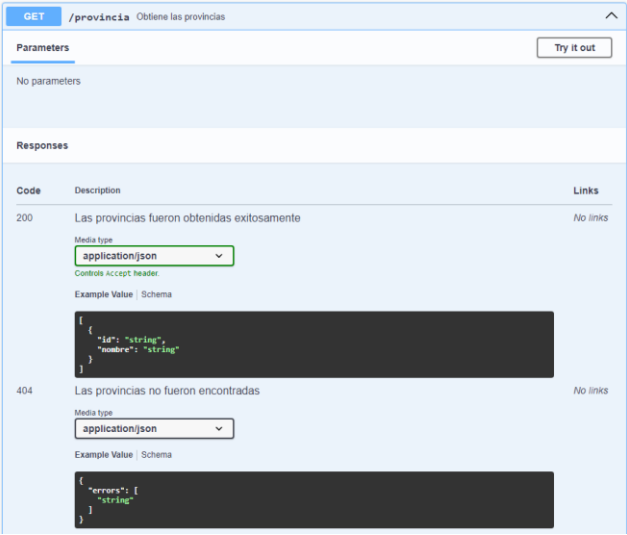 GET /provincia Obtiene las provincias
Parameters
Try it out
No parameters
Responses
Code Description Links
200 Las provincias fueron obtenidas exitosamente No links
Media type
application/json
Controls Accept header.
Example Value | Schema
[
{
"id": "string",
"nombre": "string"
}
]
404 Las provincias no fueron encontradas No links
Media type
application/json
Example Value | Schema
{
"errors": [
"string"
]
}